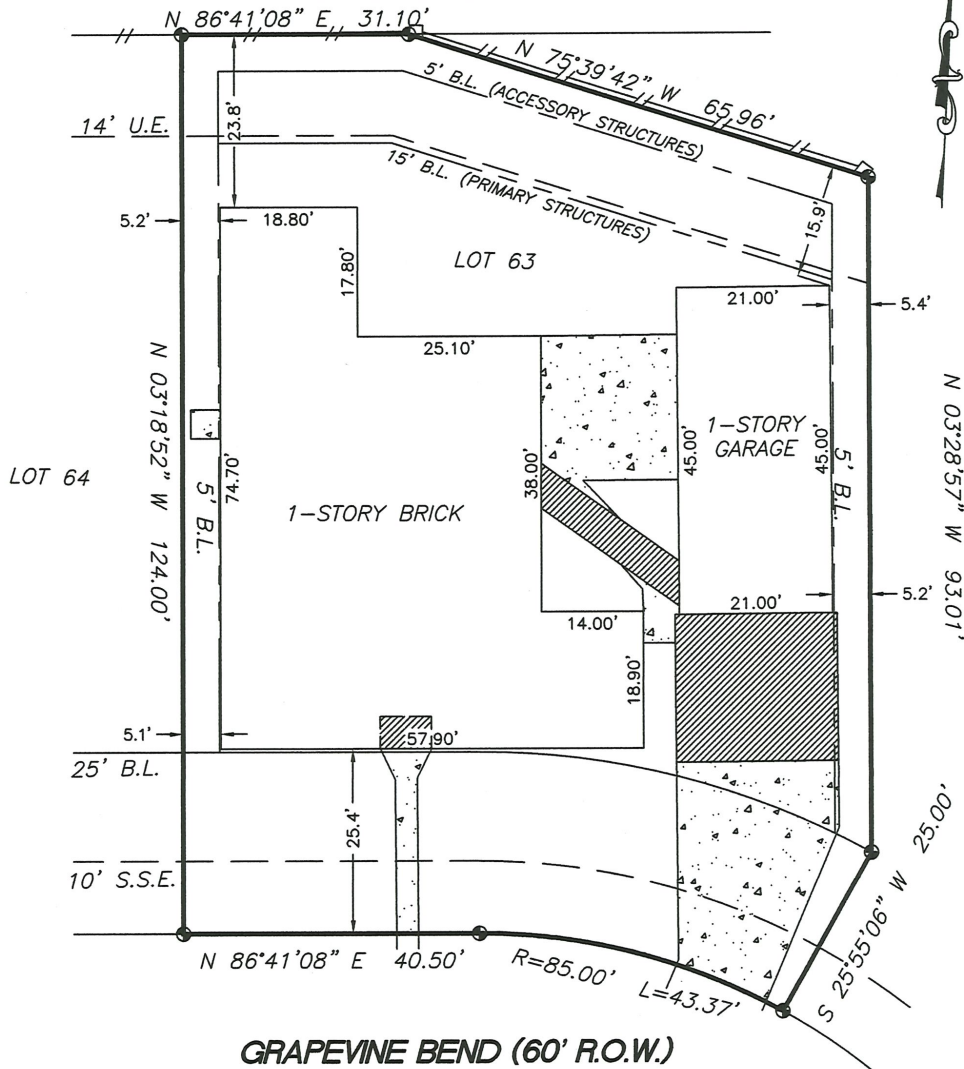 N 86°41'08" E 31.10'
N 75°39'42" W 65.96'
5' B.L. (ACCESSORY STRUCTURES)
23.8'
14' U.E.
15' B.L. (PRIMARY STRUCTURES)
15.9'
5.2'
18.80'
LOT 63
17.80'
21.00'
5.4'
25.10'
N 03°18'52" W 124.00'
N 03°28'57" W 93.01'
1-STORY
GARAGE
45.00'
45.00'
5' B.L.
LOT 64
74.70'
5' B.L.
38.00'
1-STORY BRICK
21.00'
5.2'
14.00'
18.90'
5.1'
57.90'
25' B.L.
25.4'
S 25°55'06" W 25.00'
10' S.S.E.
N 86°41'08" E 40.50'
R=85.00'
L=43.37'
GRAPEVINE BEND (60' R.O.W.)